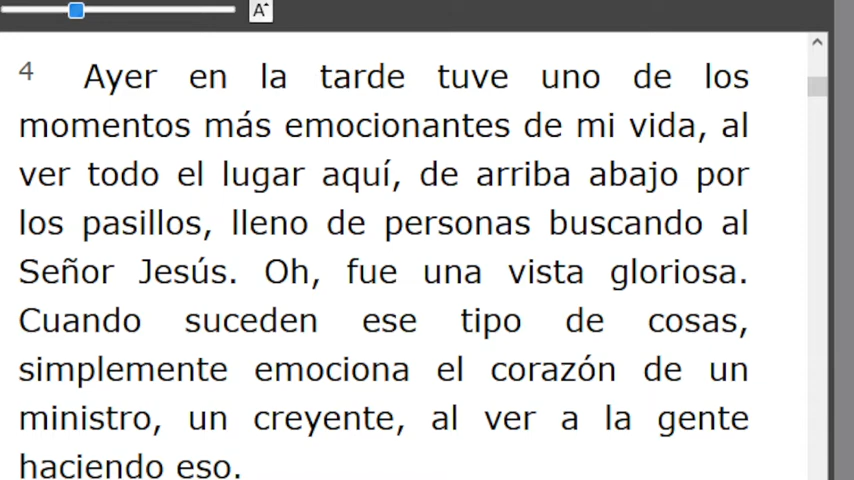 A
4 Ayer en la tarde tuve uno de los
momentos más emocionantes de mi vida, al
ver todo el lugar aquí, de arriba abajo por
los pasillos, lleno de personas buscando al
Señor Jesús. Oh, fue una vista gloriosa.
Cuando suceden ese tipo de cosas,
simplemente emociona el corazón de un
ministro, un creyente, al ver a la gente
haciendo eso.